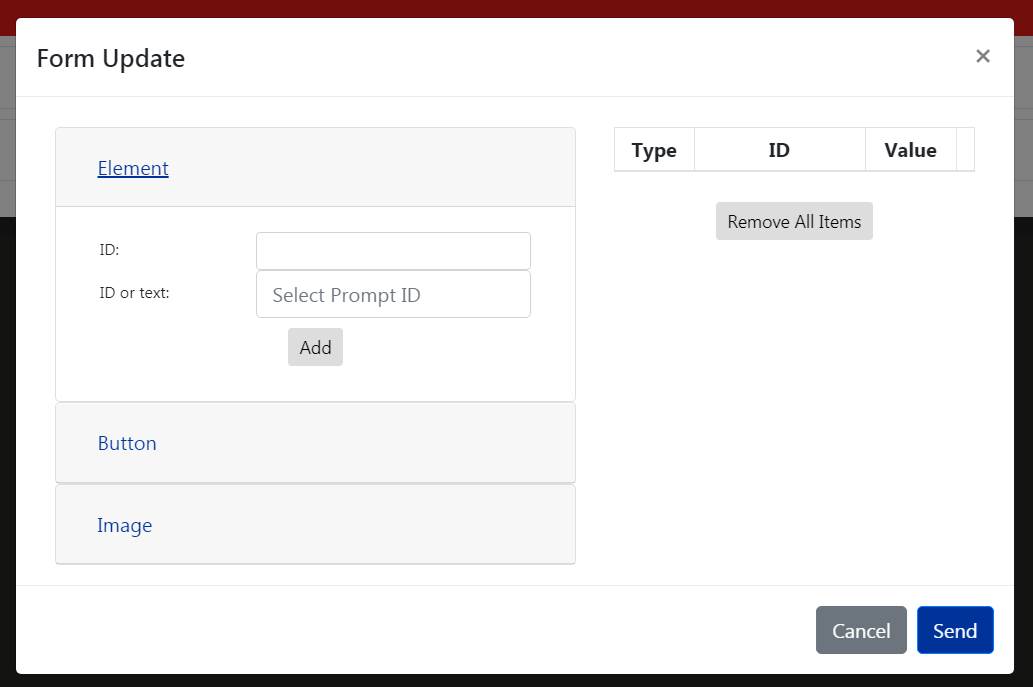 Form Update
×
Element
ID:
ID or text:
Select Prompt ID
Add
Button
Image
Type ID Value
Remove All Items
Cancel Send